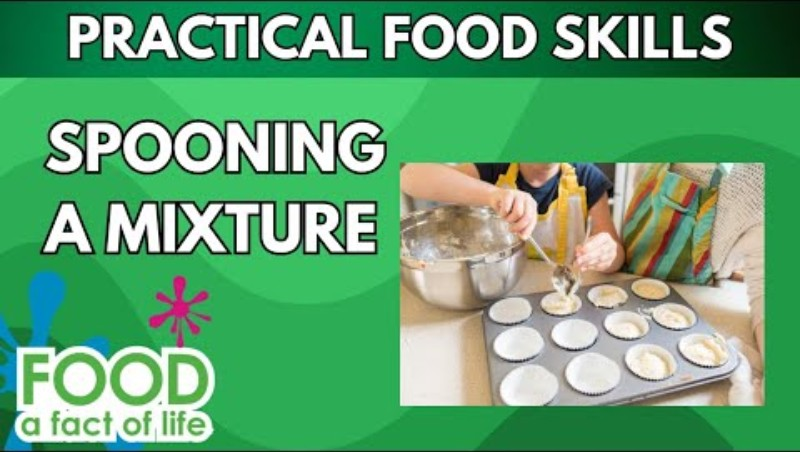 PRACTICAL FOOD SKILLS
SPOONING
A MIXTURE
FOOD
a fact of life